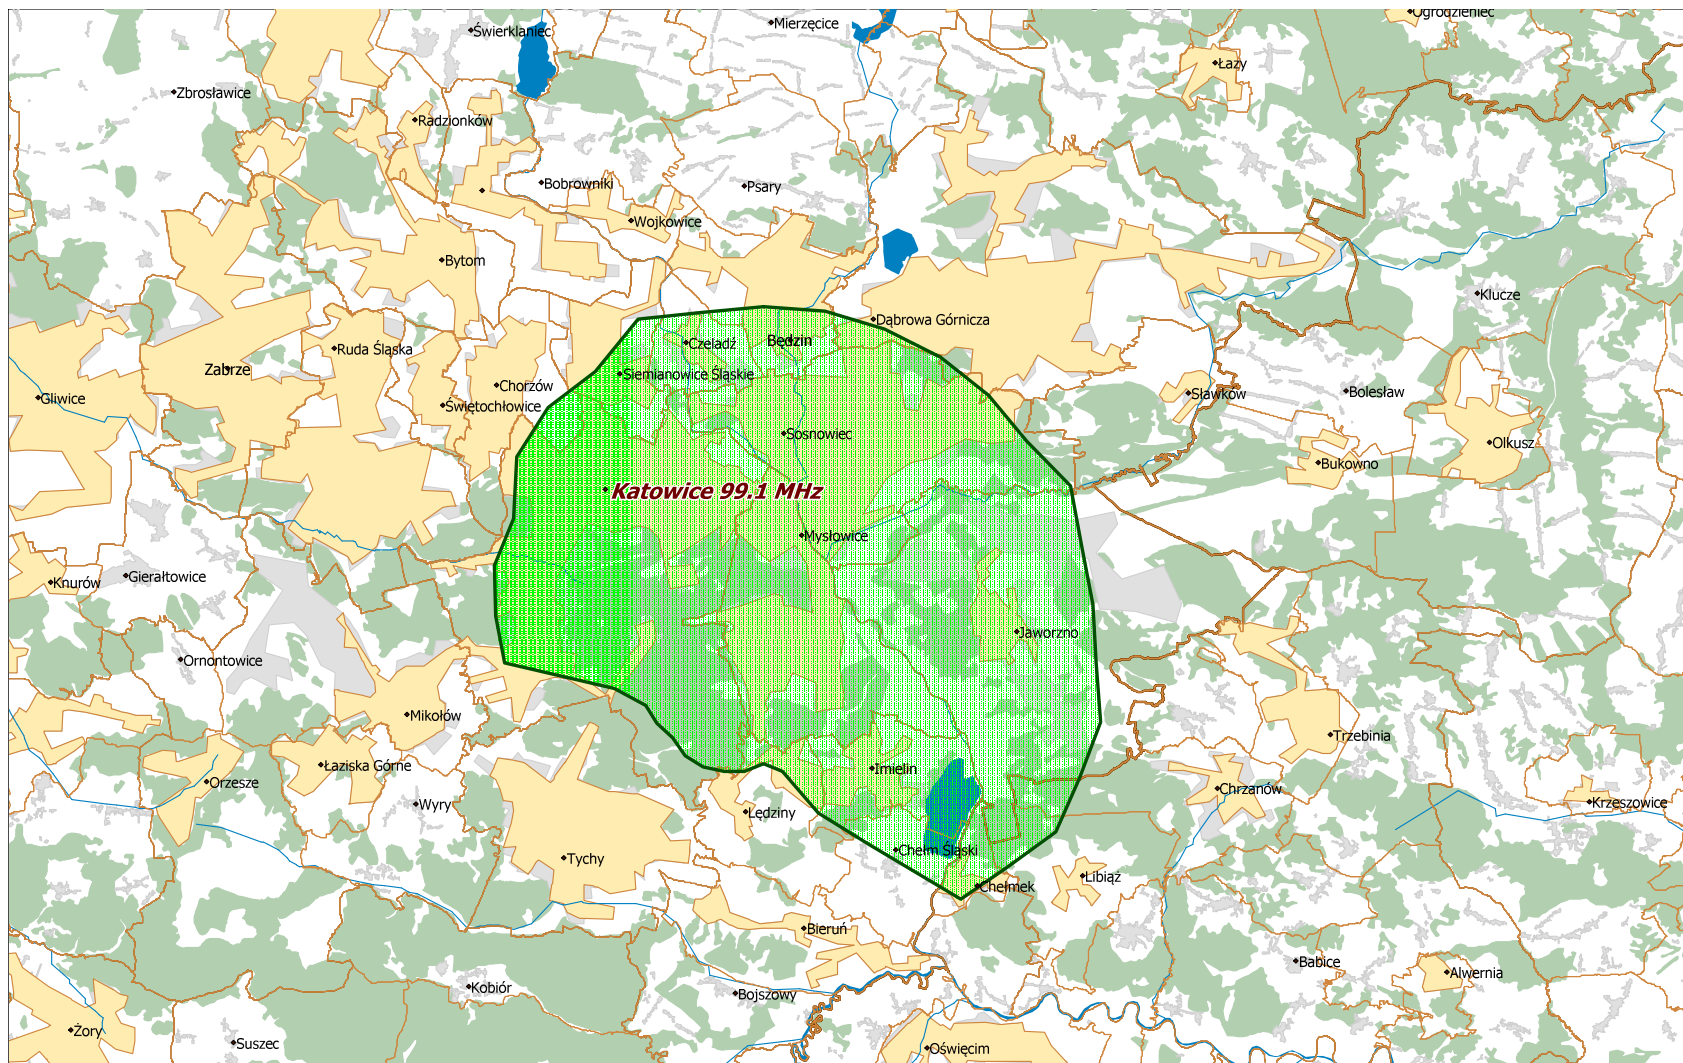 Ogrodzieniec
Mierzęcice
Świerklaniec
Łazy
Zbrosławice
Radzionków
Bobrowniki
Psary
Wojkowice
Bytom
Klucze
Dąbrowa Górnicza
Będzin
Czeladź
Ruda Śląska
Zabrze
Siemianowice Śląskie
Chorzów
Bolesław
Sławków
Gliwice
Świętochłowice
Sosnowiec
Olkusz
Bukowno
Katowice 99.1 MHz
Mysłowice
Gierałtowice
Knurów
Jaworzno
Ornontowice
Mikołów
Trzebinia
Łaziska Górne
Imielin
Orzesze
Chrzanów
Wyry
Krzeszowice
Lędziny
Chełm Śląski
Tychy
Libiąż
Chełmek
Bieruń
Babice
Alwernia
Kobiór
Bojszowy
Żory
Suszec
Oświęcim